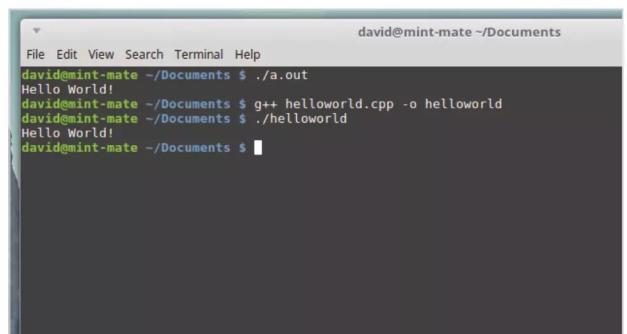 david@mint-mate ~/Documents
File Edit View Search Terminal Help
david@mint-mate ~/Documents $ ./a.out
Hello World!
david@mint-mate ~/Documents $ g++ helloworld.cpp -o helloworld
david@mint-mate ~/Documents $ ./helloworld
Hello World!
david@mint-mate ~/Documents $